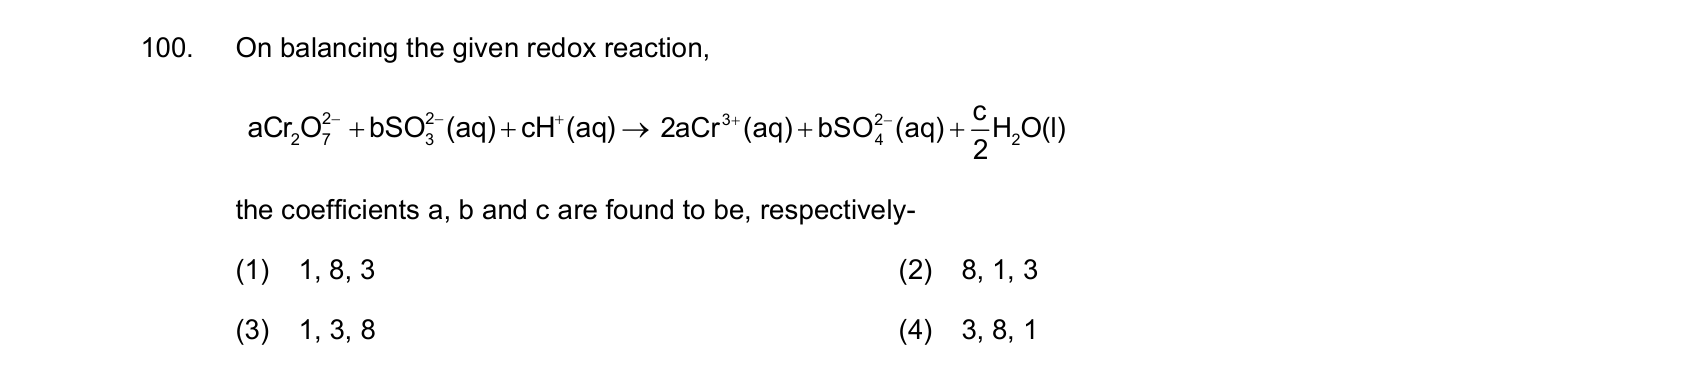 100. On balancing the given redox reaction,
aCr₂O₇²⁻ + bSO₃²⁻(aq) + cH⁺(aq) → 2aCr³⁺(aq) + bSO₄²⁻(aq) + c/2 H₂O(l)
the coefficients a, b and c are found to be, respectively-
(1) 1, 8, 3 (2) 8, 1, 3
(3) 1, 3, 8 (4) 3, 8, 1